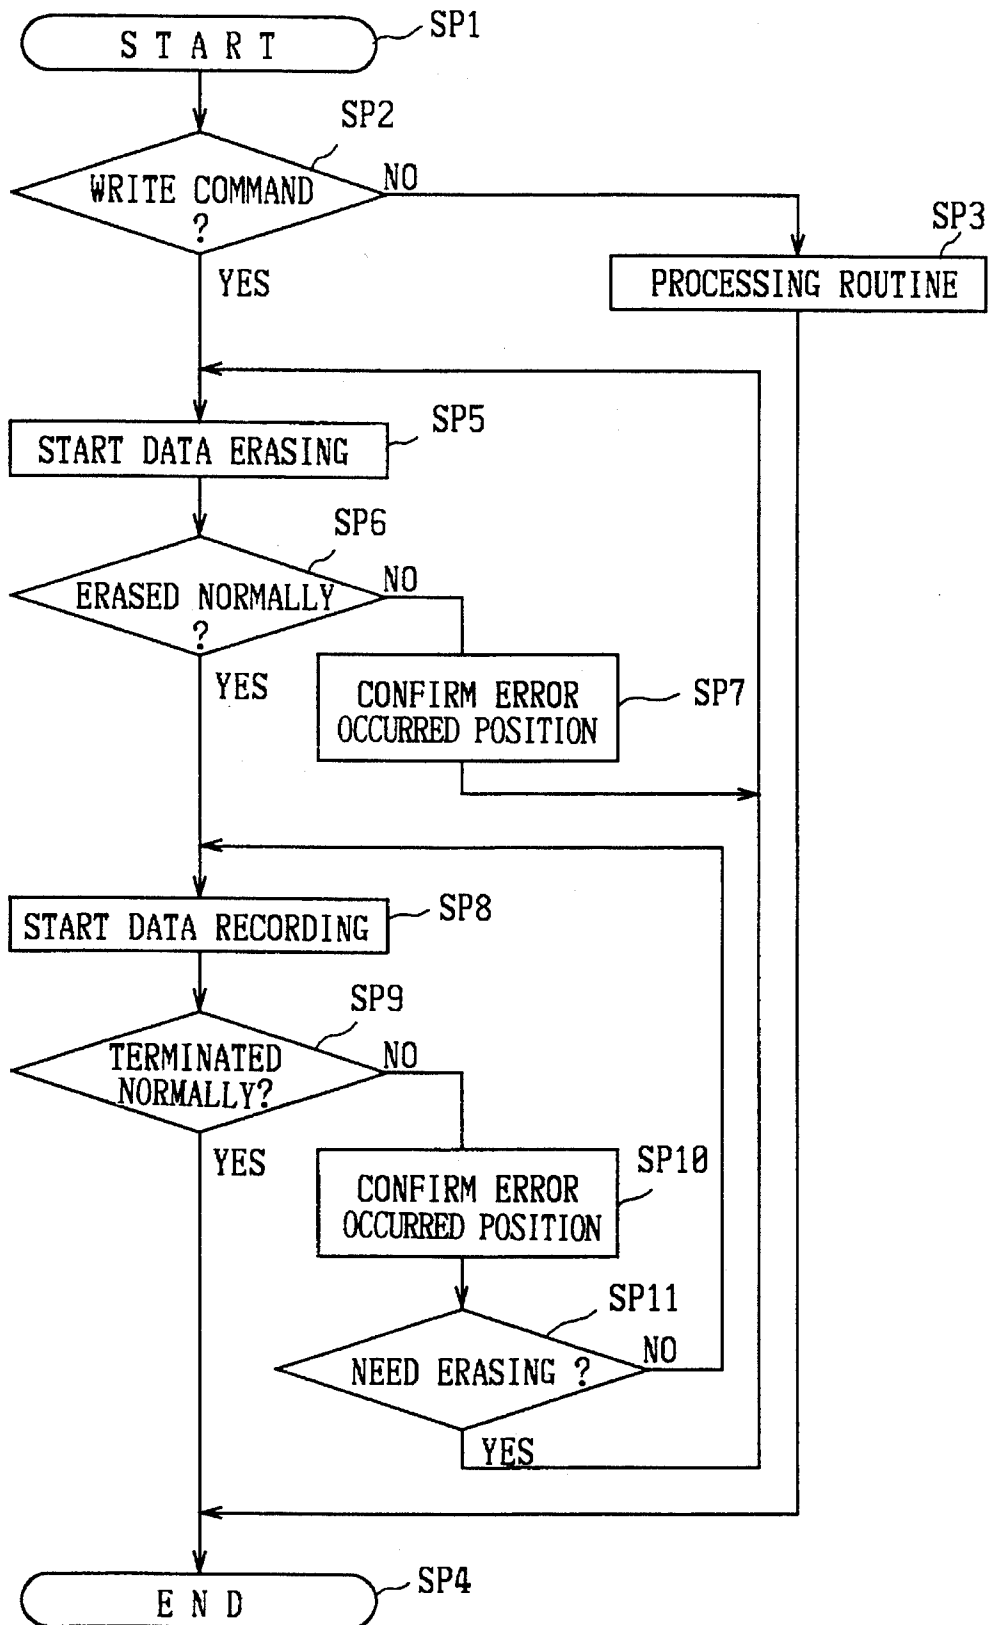 START
SP1
SP2
WRITE COMMAND
?
NO
YES
SP3
PROCESSING ROUTINE
SP5
START DATA ERASING
SP6
ERASED NORMALLY
?
NO
YES
CONFIRM ERROR
OCCURRED POSITION
SP7
START DATA RECORDING
SP8
SP9
TERMINATED
NORMALLY?
NO
YES
SP10
CONFIRM ERROR
OCCURRED POSITION
SP11
NEED ERASING ?
NO
YES
END
SP4